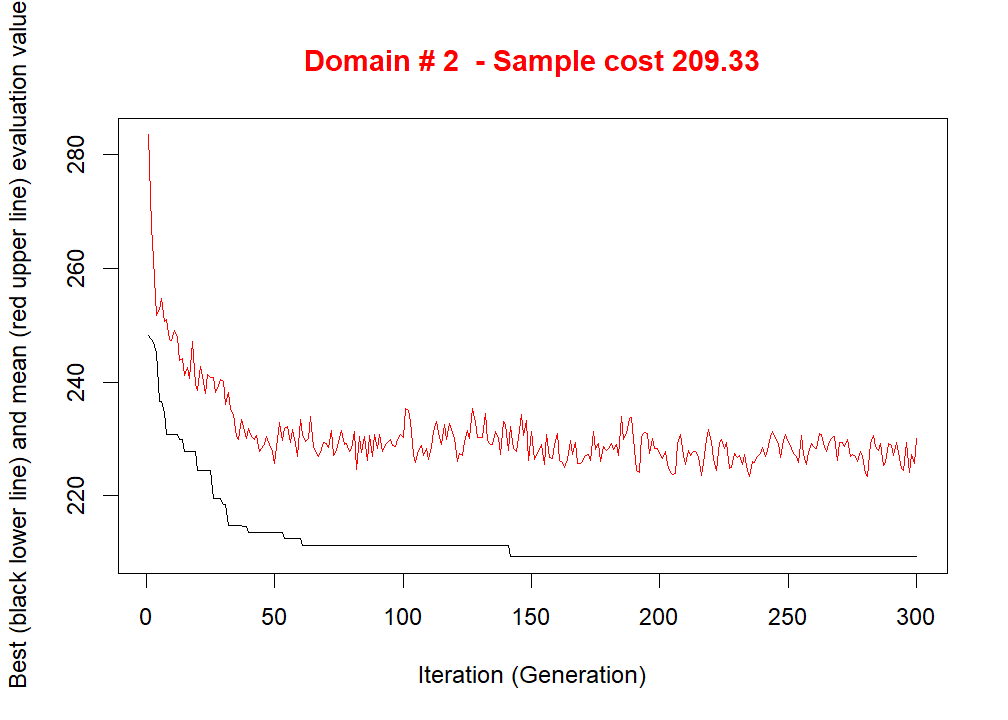 Domain # 2  - Sample cost 209.33
Best (black lower line) and mean (red upper line) evaluation value
280
260
240
220
0 50 100 150 200 250 300
Iteration (Generation)